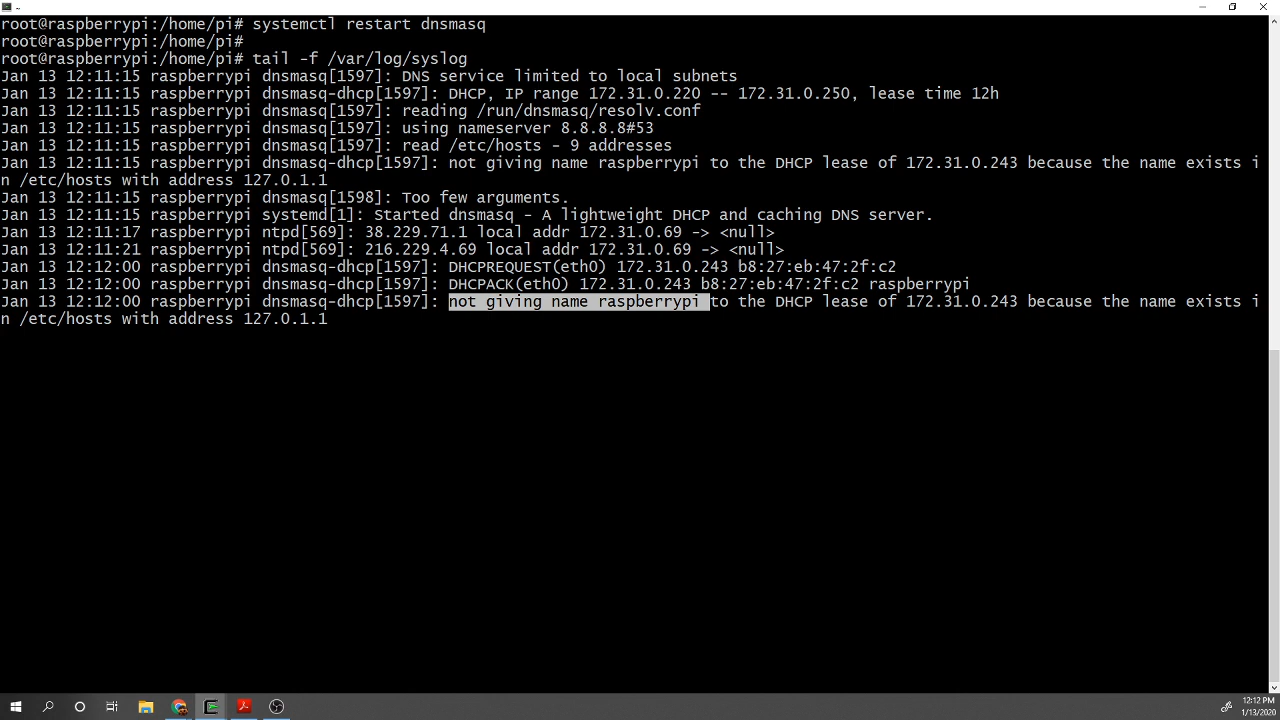 ..
root@raspberrypi:/home/pi# systemctl restart dnsmasq
root@raspberrypi:/home/pi#
root@raspberrypi:/home/pi# tail -f /var/log/syslog
Jan 13 12:11:15 raspberrypi dnsmasq[1597]: DNS service limited to local subnets
Jan 13 12:11:15 raspberrypi dnsmasq-dhcp[1597]: DHCP, IP range 172.31.0.220 -- 172.31.0.250, lease time 12h
Jan 13 12:11:15 raspberrypi dnsmasq[1597]: reading /run/dnsmasq/resolv.conf
Jan 13 12:11:15 raspberrypi dnsmasq[1597]: using nameserver 8.8.8.8#53
Jan 13 12:11:15 raspberrypi dnsmasq[1597]: read /etc/hosts - 9 addresses
Jan 13 12:11:15 raspberrypi dnsmasq-dhcp[1597]: not giving name raspberrypi to the DHCP lease of 172.31.0.243 because the name exists i
n /etc/hosts with address 127.0.1.1
Jan 13 12:11:15 raspberrypi dnsmasq[1598]: Too few arguments.
Jan 13 12:11:15 raspberrypi systemd[1]: Started dnsmasq - A lightweight DHCP and caching DNS server.
Jan 13 12:11:17 raspberrypi ntpd[569]: 38.229.71.1 local addr 172.31.0.69 -> <null>
Jan 13 12:11:21 raspberrypi ntpd[569]: 216.229.4.69 local addr 172.31.0.69 -> <null>
Jan 13 12:12:00 raspberrypi dnsmasq-dhcp[1597]: DHCPREQUEST(eth0) 172.31.0.243 b8:27:eb:47:2f:c2
Jan 13 12:12:00 raspberrypi dnsmasq-dhcp[1597]: DHCPACK(eth0) 172.31.0.243 b8:27:eb:47:2f:c2 raspberrypi
Jan 13 12:12:00 raspberrypi dnsmasq-dhcp[1597]: not giving name raspberrypi to the DHCP lease of 172.31.0.243 because the name exists i
n /etc/hosts with address 127.0.1.1
12:12 PM
1/13/2020